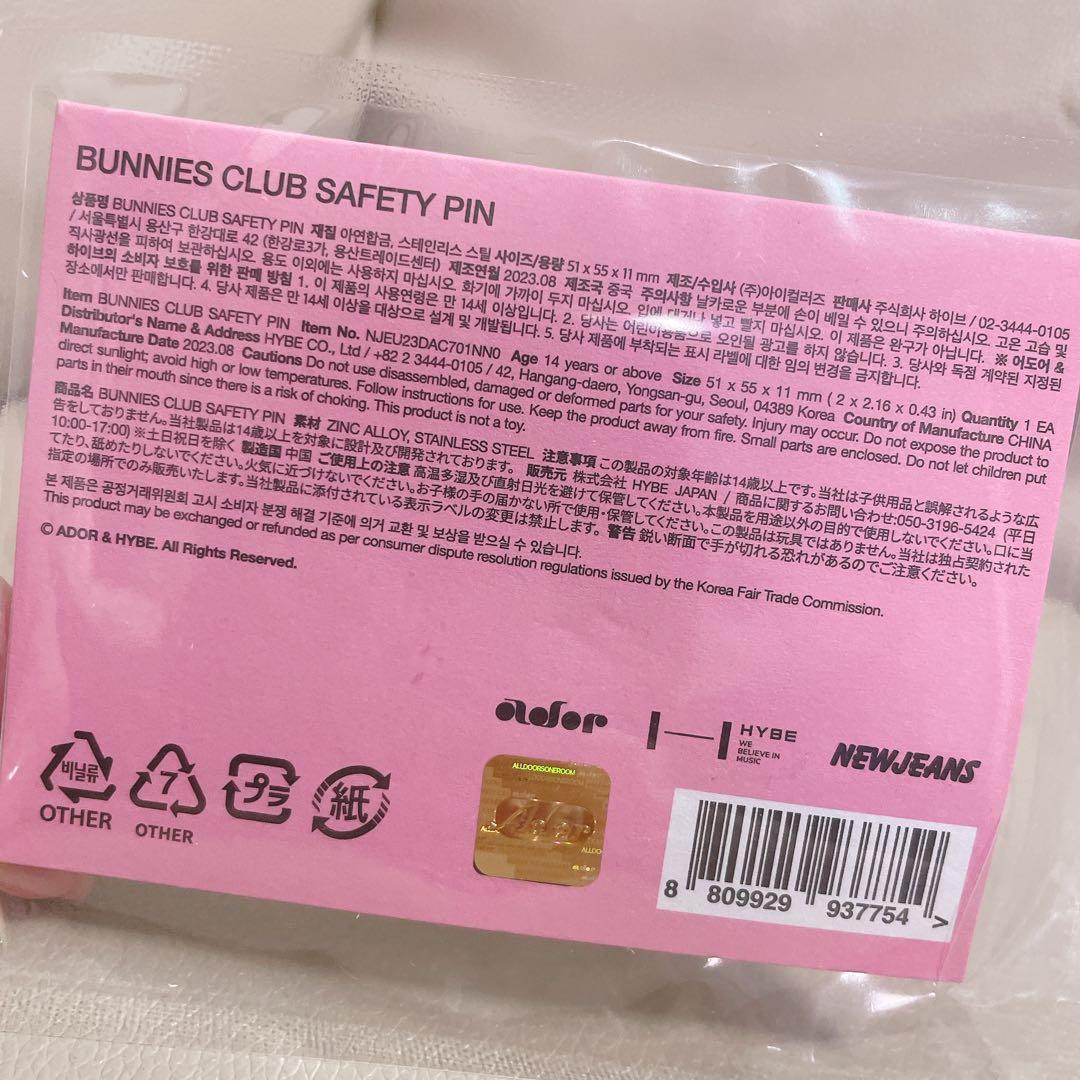 BUNNIES CLUB SAFETY PIN
상품명 BUNNIES CLUB SAFETY PIN 재질 아연합금, 스테인리스 스틸 사이즈/용량 51 x 55 x 11 mm 제조/수입사 (주)아이컬러즈 판매사 주식회사 하이브 / 02-3444-0105
/ 서울특별시 용산구 한강대로 42 (한강로3가, 용산트레이드센터) 제조연월 2023.08 제조국 중국 주의사항 날카로운 부분에 손이 베일 수 있으니 주의하십시오. 고온 고습 및
직사광선을 피하여 보관하십시오. 용도 이외에는 사용하지 마십시오. 화기에 가까이 두지 마십시오. 입에 대거나 넣고 빨지 마십시오. 이 제품은 완구가 아닙니다. ※ 어도어 &
하이브의 소비자 보호를 위한 판매 방침 1. 이 제품의 사용연령은 만 14세 이상입니다. 2. 당사는 어린이용품으로 오인될 광고를 하지 않습니다. 3. 당사와 독점 계약된 지정된
장소에서만 판매합니다. 4. 당사 제품은 만 14세 이상을 대상으로 설계 및 개발됩니다. 5. 당사 제품에 부착되는 표시 라벨에 대한 임의 변경을 금지합니다.
Item BUNNIES CLUB SAFETY PIN Item No. NJEU23DAC701NN0 Age 14 years or above Size 51 x 55 x 11 mm ( 2 x 2.16 x 0.43 in) Quantity 1 EA
Distributor's Name & Address HYBE CO., Ltd / +82 2 3444-0105 / 42, Hangang-daero, Yongsan-gu, Seoul, 04389 Korea Country of Manufacture CHINA
Manufacture Date 2023.08 Cautions Do not use disassembled, damaged or deformed parts for your safety. Injury may occur. Do not expose the product to
direct sunlight; avoid high or low temperatures. Follow instructions for use. Keep the product away from fire. Small parts are enclosed. Do not let children put
parts in their mouth since there is a risk of choking. This product is not a toy.
商品名 BUNNIES CLUB SAFETY PIN 素材 ZINC ALLOY, STAINLESS STEEL 注意事項 この製品の対象年齢は14歳以上です。当社は子供用品と誤解されるような広
告をしておりません。当社製品は14歳以上を対象に設計及び開発されております。 販売元 株式会社 HYBE JAPAN / 商品に関するお問い合わせ:050-3196-5424 (平日
10:00-17:00) ※土日祝日を除く 製造国 中国 ご使用上の注意 高温多湿及び直射日光を避けて保管してください。本製品を用途以外の目的で使用しないでください。口に当
てたり、舐めたりしないでください。火気に近づけないでください。お子様の手の届かない所で使用・保管してください。この製品は玩具ではありません。当社は独占契約された
指定の場所でのみ販売いたします。当社製品に添付されている表示ラベルの変更は禁止します。 警告 鋭い断面で手が切れる恐れがあるのでご注意ください。
본 제품은 공정거래위원회 고시 소비자 분쟁 해결 기준에 의거 교환 및 보상을 받으실 수 있습니다.
This product may be exchanged or refunded as per consumer dispute resolution regulations issued by the Korea Fair Trade Commission.
© ADOR & HYBE. All Rights Reserved.
ador
HYBE
WE
BELIEVE IN
MUSIC
NEWJEANS
비닐류
OTHER
7
OTHER
プラ
紙
ALLDOORSONEROOM
ador
8 809929 937754 >